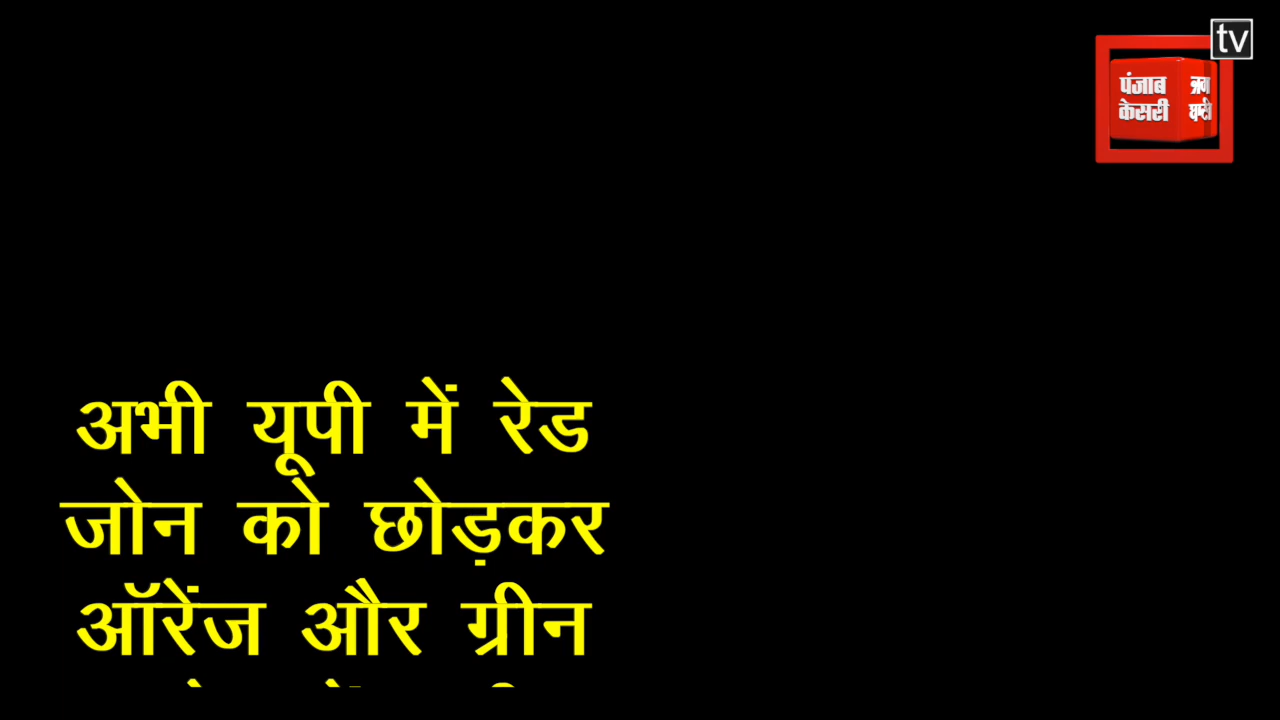 tv
पंजाब
केसरी
अभी यूपी में रेड
जोन को छोड़कर
ऑरेंज और ग्रीन